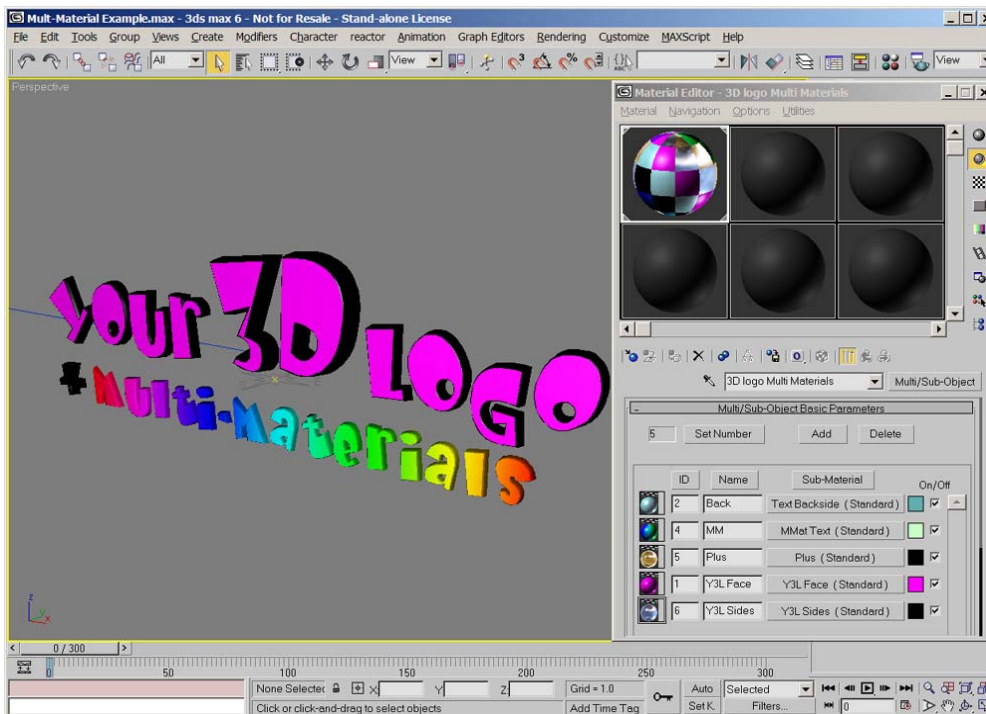 Mult-Material Example.max - 3ds max 6 - Not for Resale - Stand-alone License
File Edit Tools Group Views Create Modifiers Character reactor Animation Graph Editors Rendering Customize MAXScript Help
All View View
Perspective
Your 3D LOGO
+Multi-Materials
z
y
x
Material Editor - 3D logo Multi Materials
Material Navigation Options Utilities
3D logo Multi Materials Multi/Sub-Object
- Multi/Sub-Object Basic Parameters
5 Set Number Add Delete
ID Name Sub-Material On/Off
2 Back Text Backside (Standard)
4 MM MMat Text (Standard)
5 Plus Plus (Standard)
1 Y3L Face Y3L Face (Standard)
6 Y3L Sides Y3L Sides (Standard)
< 0 / 300 >
0 50 100 150 200 250 300
None Selected X: Y: Z: Grid = 1.0 Auto Selected
Click or click-and-drag to select objects Add Time Tag Set K. Filters... 0